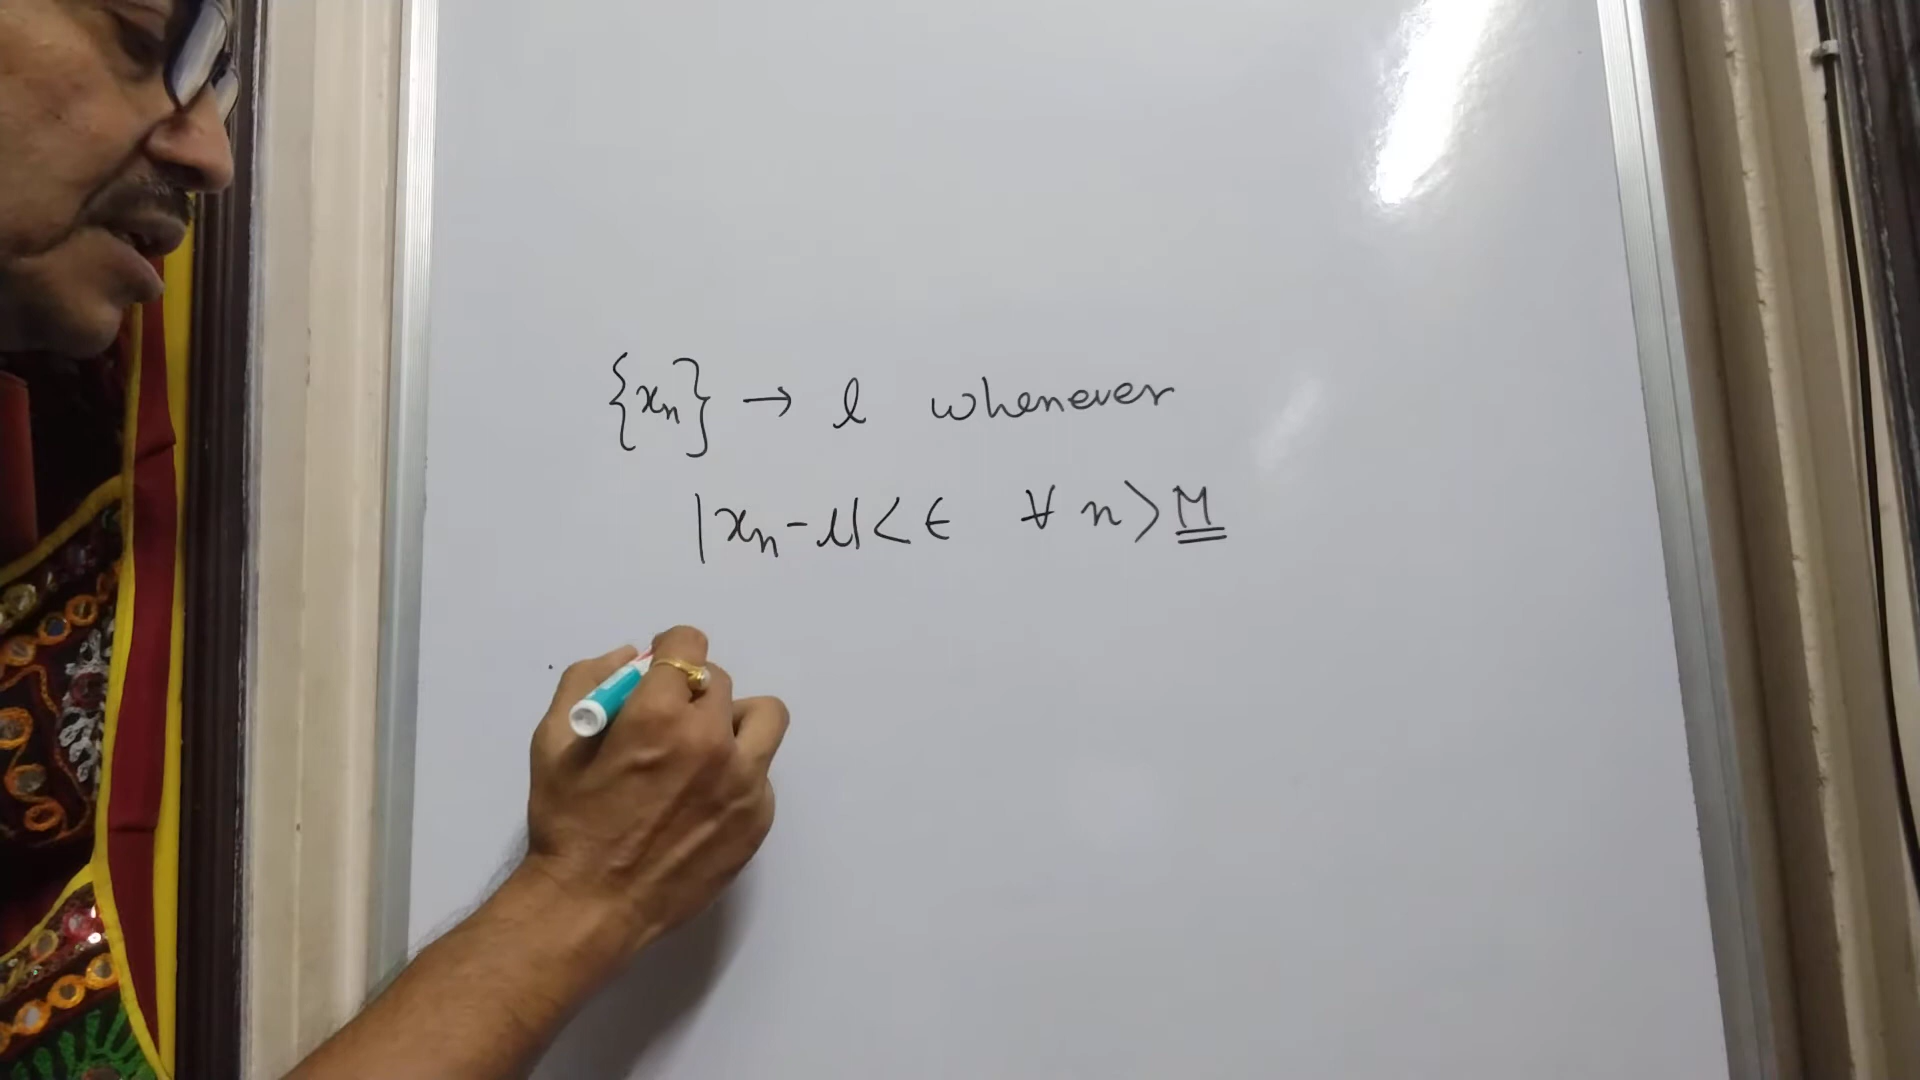 {xₙ} → l whenever
|xₙ - l| < ϵ ∀ n > M